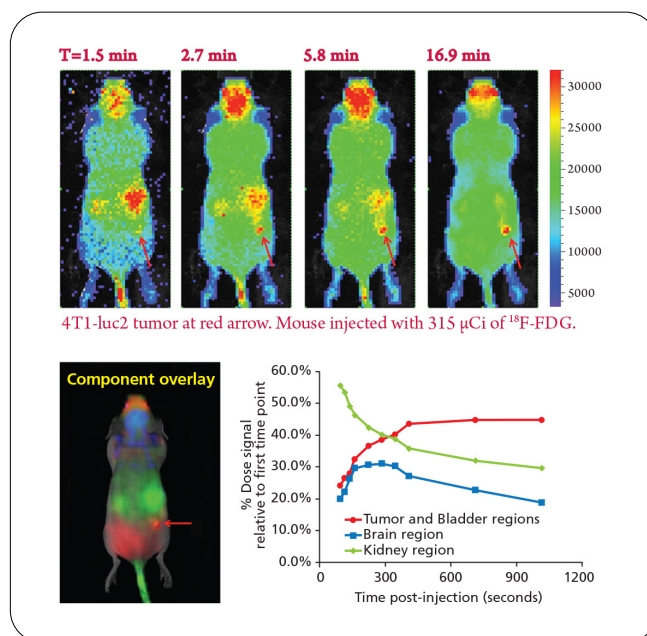 T=1.5 min 2.7 min 5.8 min 16.9 min
30000
25000
20000
15000
10000
5000
4T1-luc2 tumor at red arrow. Mouse injected with 315 µCi of ¹⁸F-FDG.
Component overlay
% Dose signal
relative to first time point
60.0%
50.0%
40.0%
30.0%
20.0%
10.0%
0.0%
Tumor and Bladder regions
Brain region
Kidney region
0 300 600 900 1200
Time post-injection (seconds)